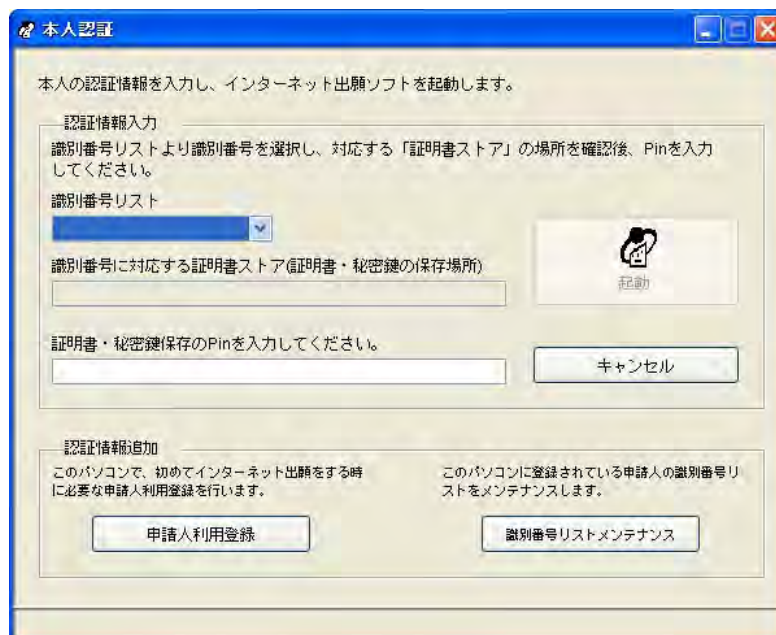 本人認証
本人の認証情報を入力し、インターネット出願ソフトを起動します。
認証情報入力
識別番号リストより識別番号を選択し、対応する「証明書ストア」の場所を確認後、Pinを入力
してください。
識別番号リスト
識別番号に対応する証明書ストア(証明書・秘密鍵の保存場所)
起動
証明書・秘密鍵保存のPinを入力してください。
キャンセル
認証情報追加
このパソコンで、初めてインターネット出願をする時
に必要な申請人利用登録を行います。
申請人利用登録
このパソコンに登録されている申請人の識別番号リ
ストをメンテナンスします。
識別番号リストメンテナンス